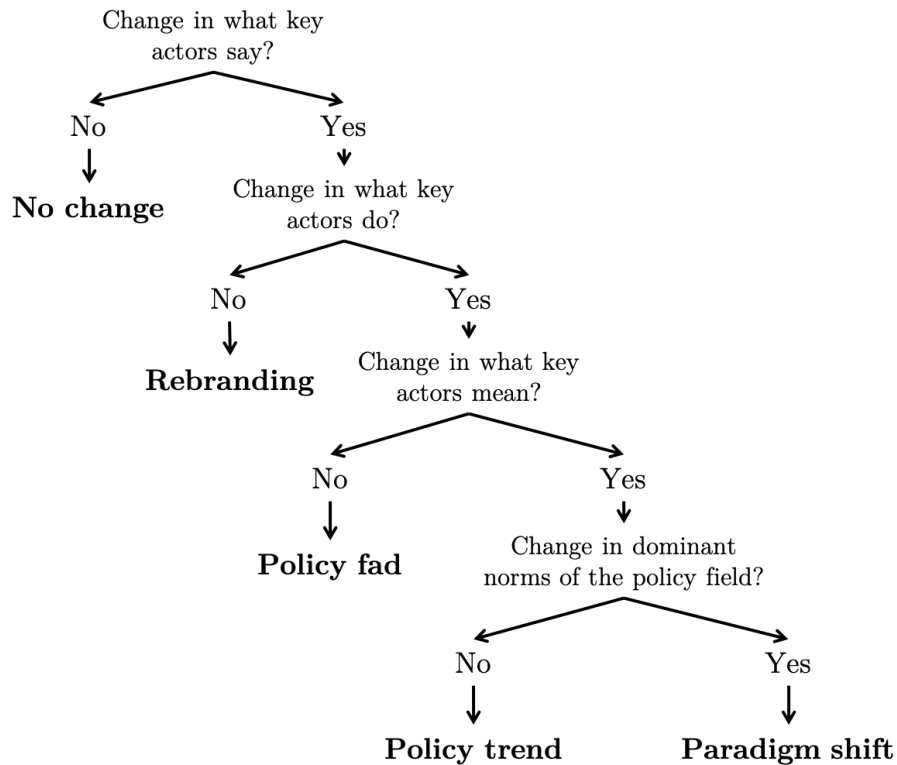 Change in what key
actors say?
No
Yes
No change
Change in what key
actors do?
No
Yes
Rebranding
Change in what key
actors mean?
No
Yes
Policy fad
Change in dominant
norms of the policy field?
No
Yes
Policy trend
Paradigm shift